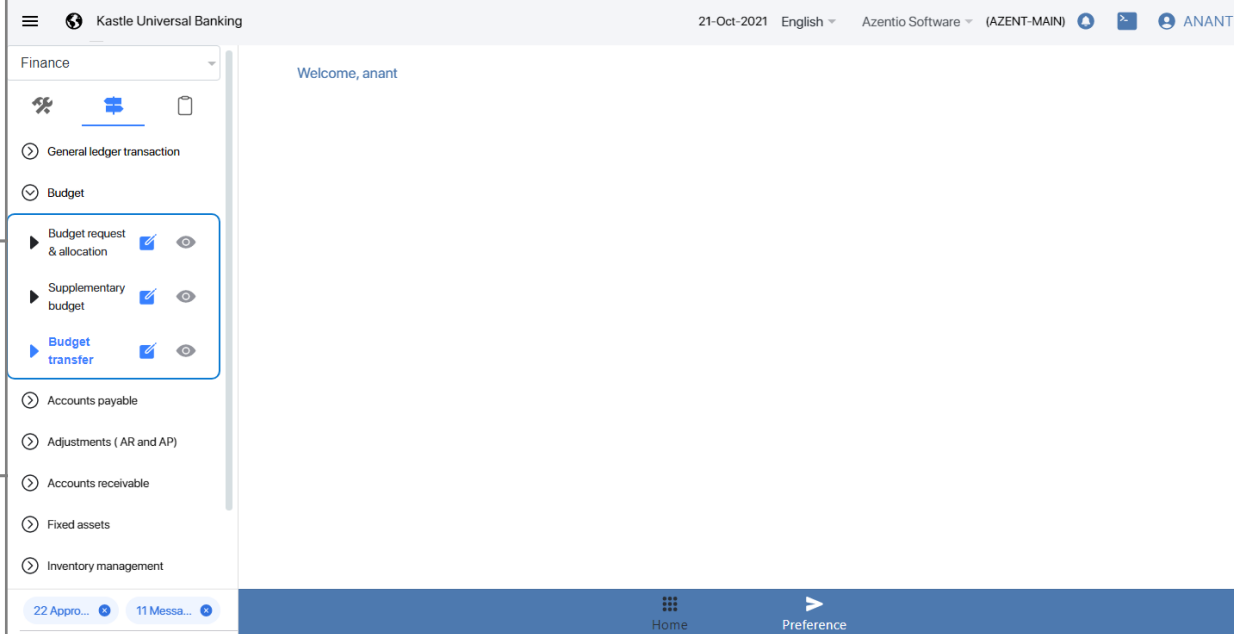 Kastle Universal Banking
21-Oct-2021 English Azentio Software (AZENT-MAIN) ANANT
Finance
Welcome, anant
General ledger transaction
Budget
Budget request
& allocation
Supplementary
budget
Budget
transfer
Accounts payable
Adjustments ( AR and AP)
Accounts receivable
Fixed assets
Inventory management
22 Appro... 11 Messa...
Home Preference